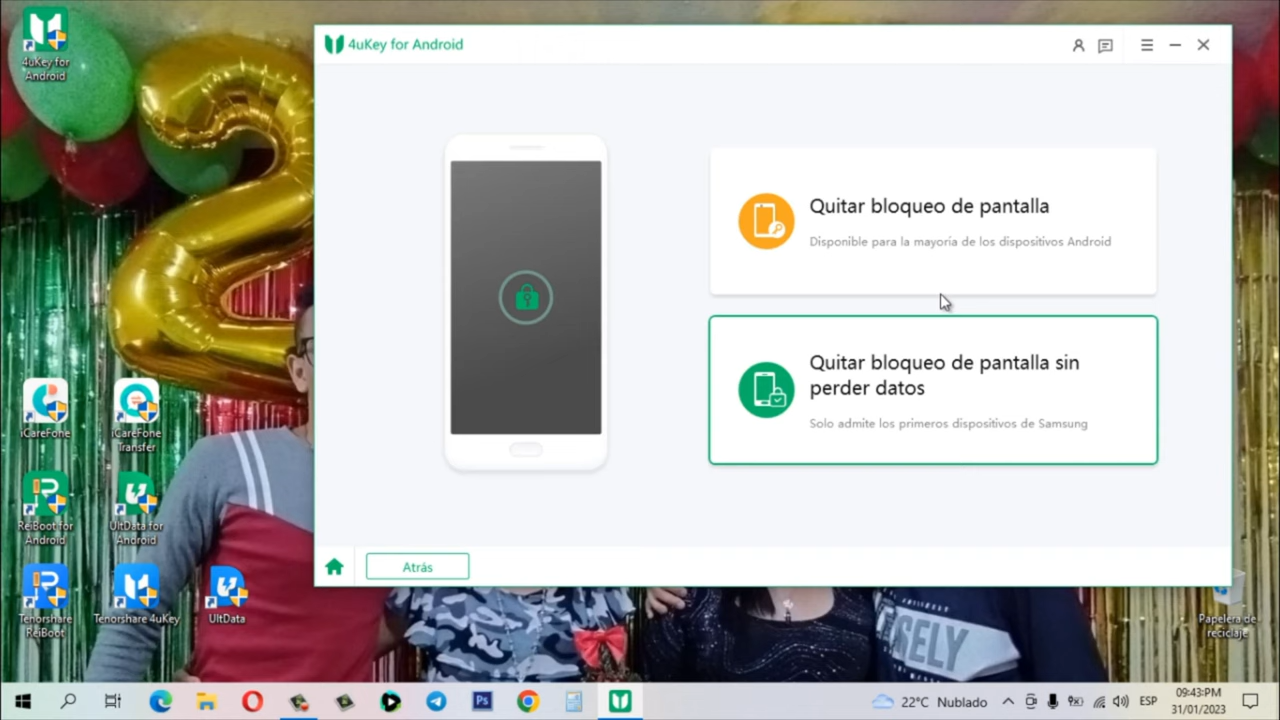 4uKey for
Android
4uKey for Android
Quitar bloqueo de pantalla
Disponible para la mayoría de los dispositivos Android
Quitar bloqueo de pantalla sin
perder datos
Solo admite los primeros dispositivos de Samsung
Atrás
iCareFone
iCareFone
Transfer
ReiBoot for
Android
UltData for
Android
Tenorshare
ReiBoot
Tenorshare 4uKey
UltData
Papelera de
reciclaje
Ps
22°C Nublado
ESP
09:43:PM
31/01/2023